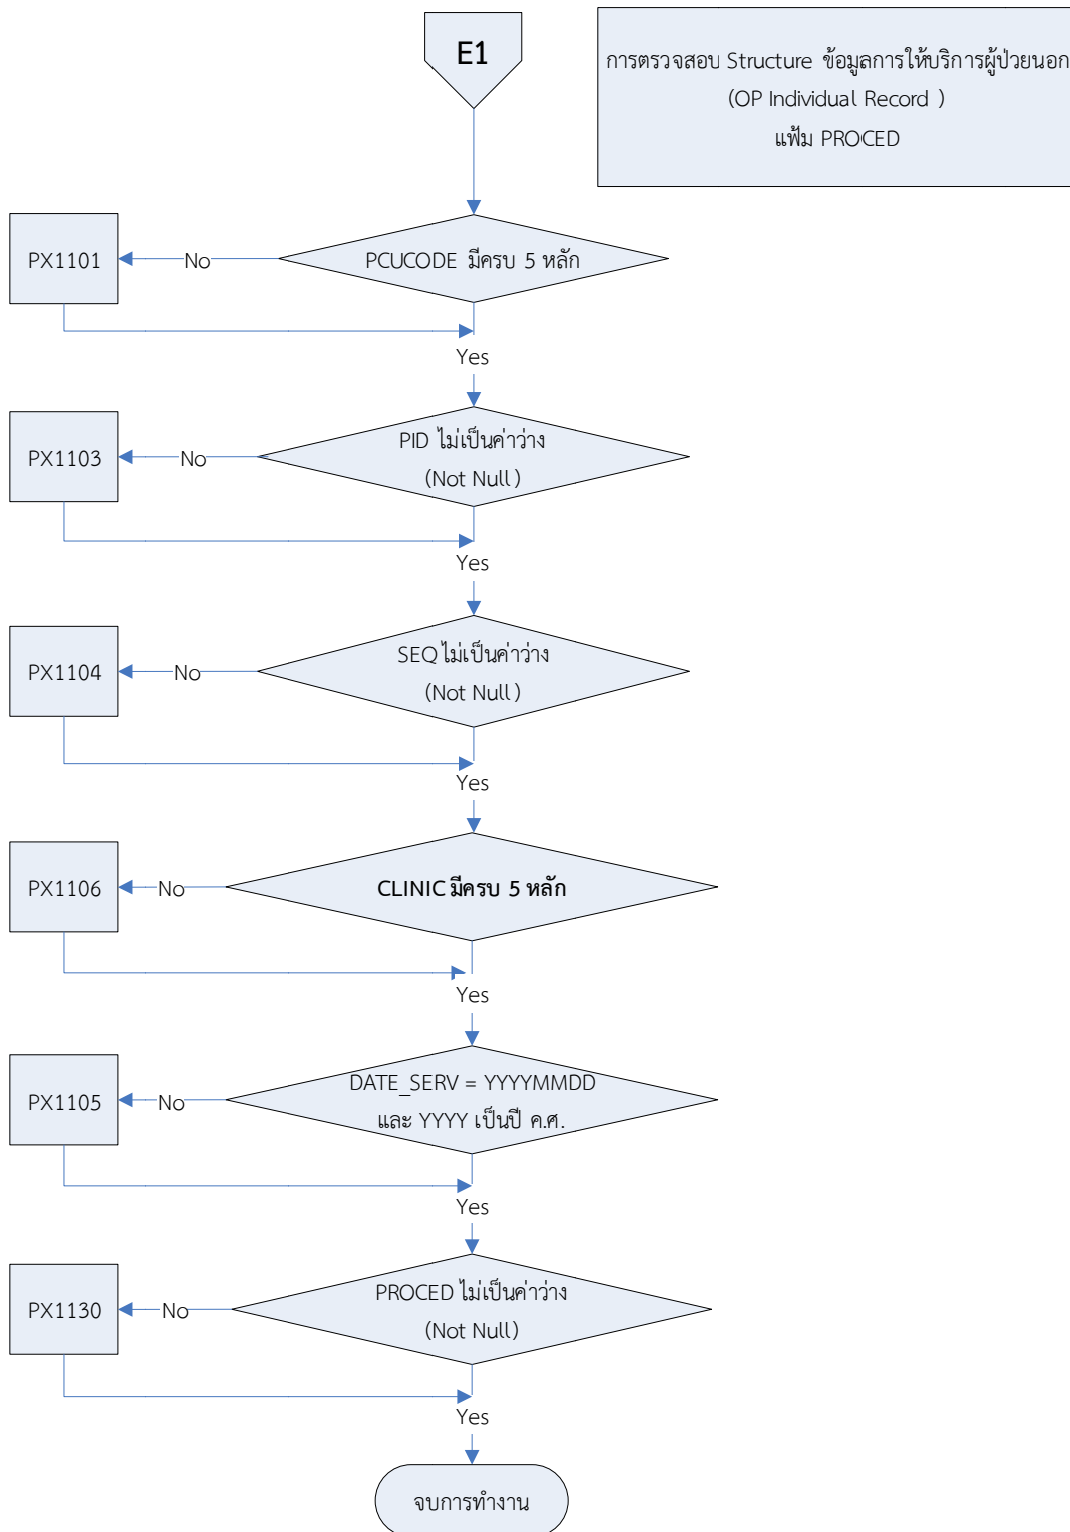 E1
การตรวจสอบ Structure ข้อมูลการให้บริการผู้ป่วยนอก
(OP Individual Record )
แฟ้ม PROCED
PCUCODE มีครบ 5 หลัก
No
PX1101
Yes
PID ไม่เป็นค่าว่าง
(Not Null)
No
PX1103
Yes
SEQ ไม่เป็นค่าว่าง
(Not Null)
No
PX1104
Yes
CLINIC มีครบ 5 หลัก
No
PX1106
Yes
DATE_SERV = YYYYMMDD
และ YYYY เป็นปี ค.ศ.
No
PX1105
Yes
PROCED ไม่เป็นค่าว่าง
(Not Null)
No
PX1130
Yes
จบการทำงาน